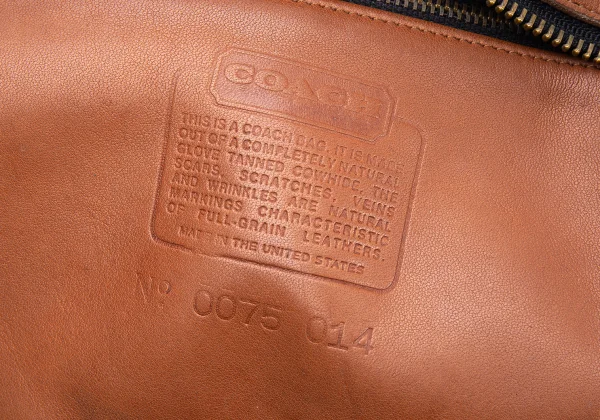 COACH
THIS IS A COACH BAG. IT IS MADE
OUT OF A COMPLETELY NATURAL
GLOVE TANNED COWHIDE. THE
SCARS, SCRATCHES, VEINS
AND WRINKLES ARE NATURAL
MARKINGS CHARACTERISTIC
OF FULL-GRAIN LEATHERS.
MADE IN THE UNITED STATES
Nº 0075 014